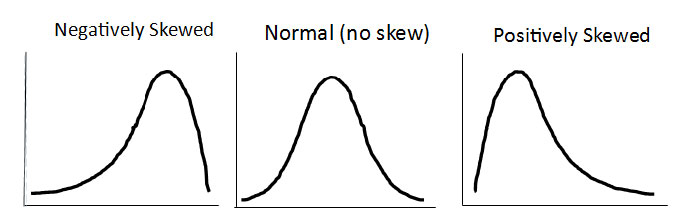 Negatively Skewed
Normal (no skew)
Positively Skewed